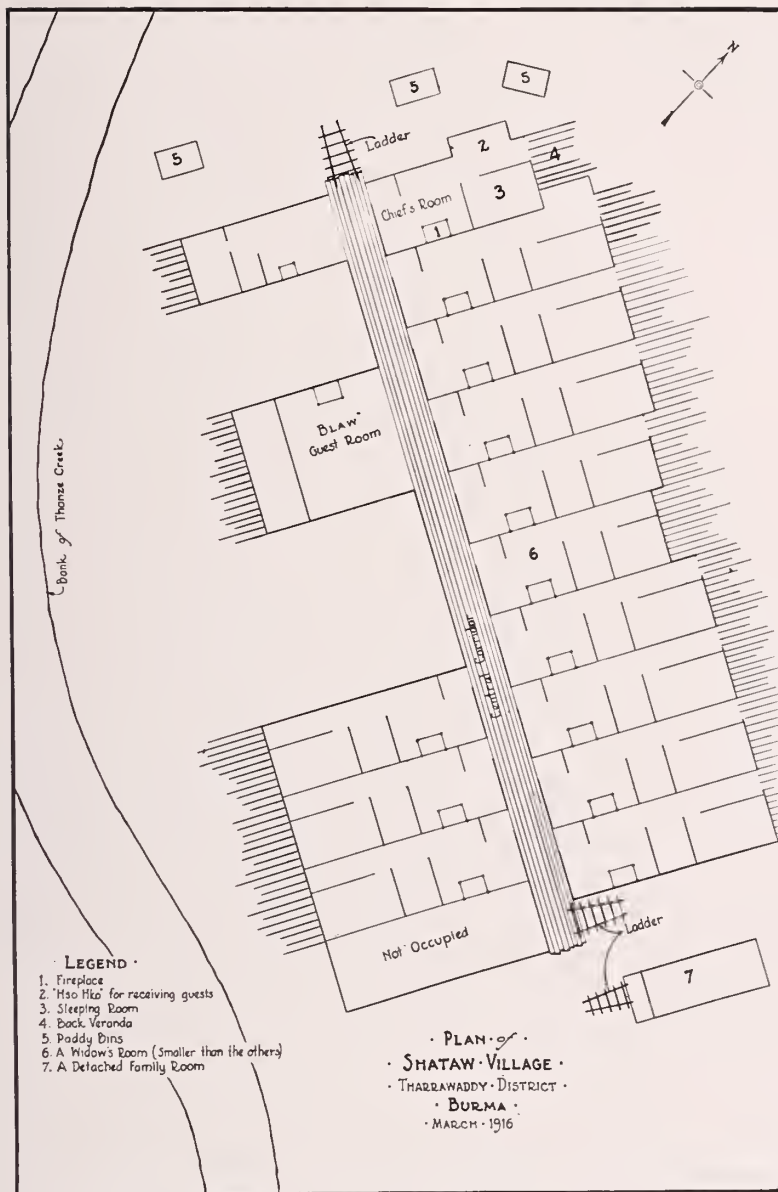 N
5
5
5
Ladder
2
4
3
Chief's Room
1
"BLAW"
Guest Room
Bank of Thonze Creek
6
Not Occupied
Ladder
7
· LEGEND ·
1. Fireplace
2. "Hso Hko" for receiving guests
3. Sleeping Room
4. Back Veranda
5. Paddy Bins
6. A Widow's Room (Smaller than the others)
7. A Detached Family Room
· PLAN · of ·
· SHATAW · VILLAGE ·
· THARRAWADDY · DISTRICT ·
· BURMA ·
· MARCH · 1916